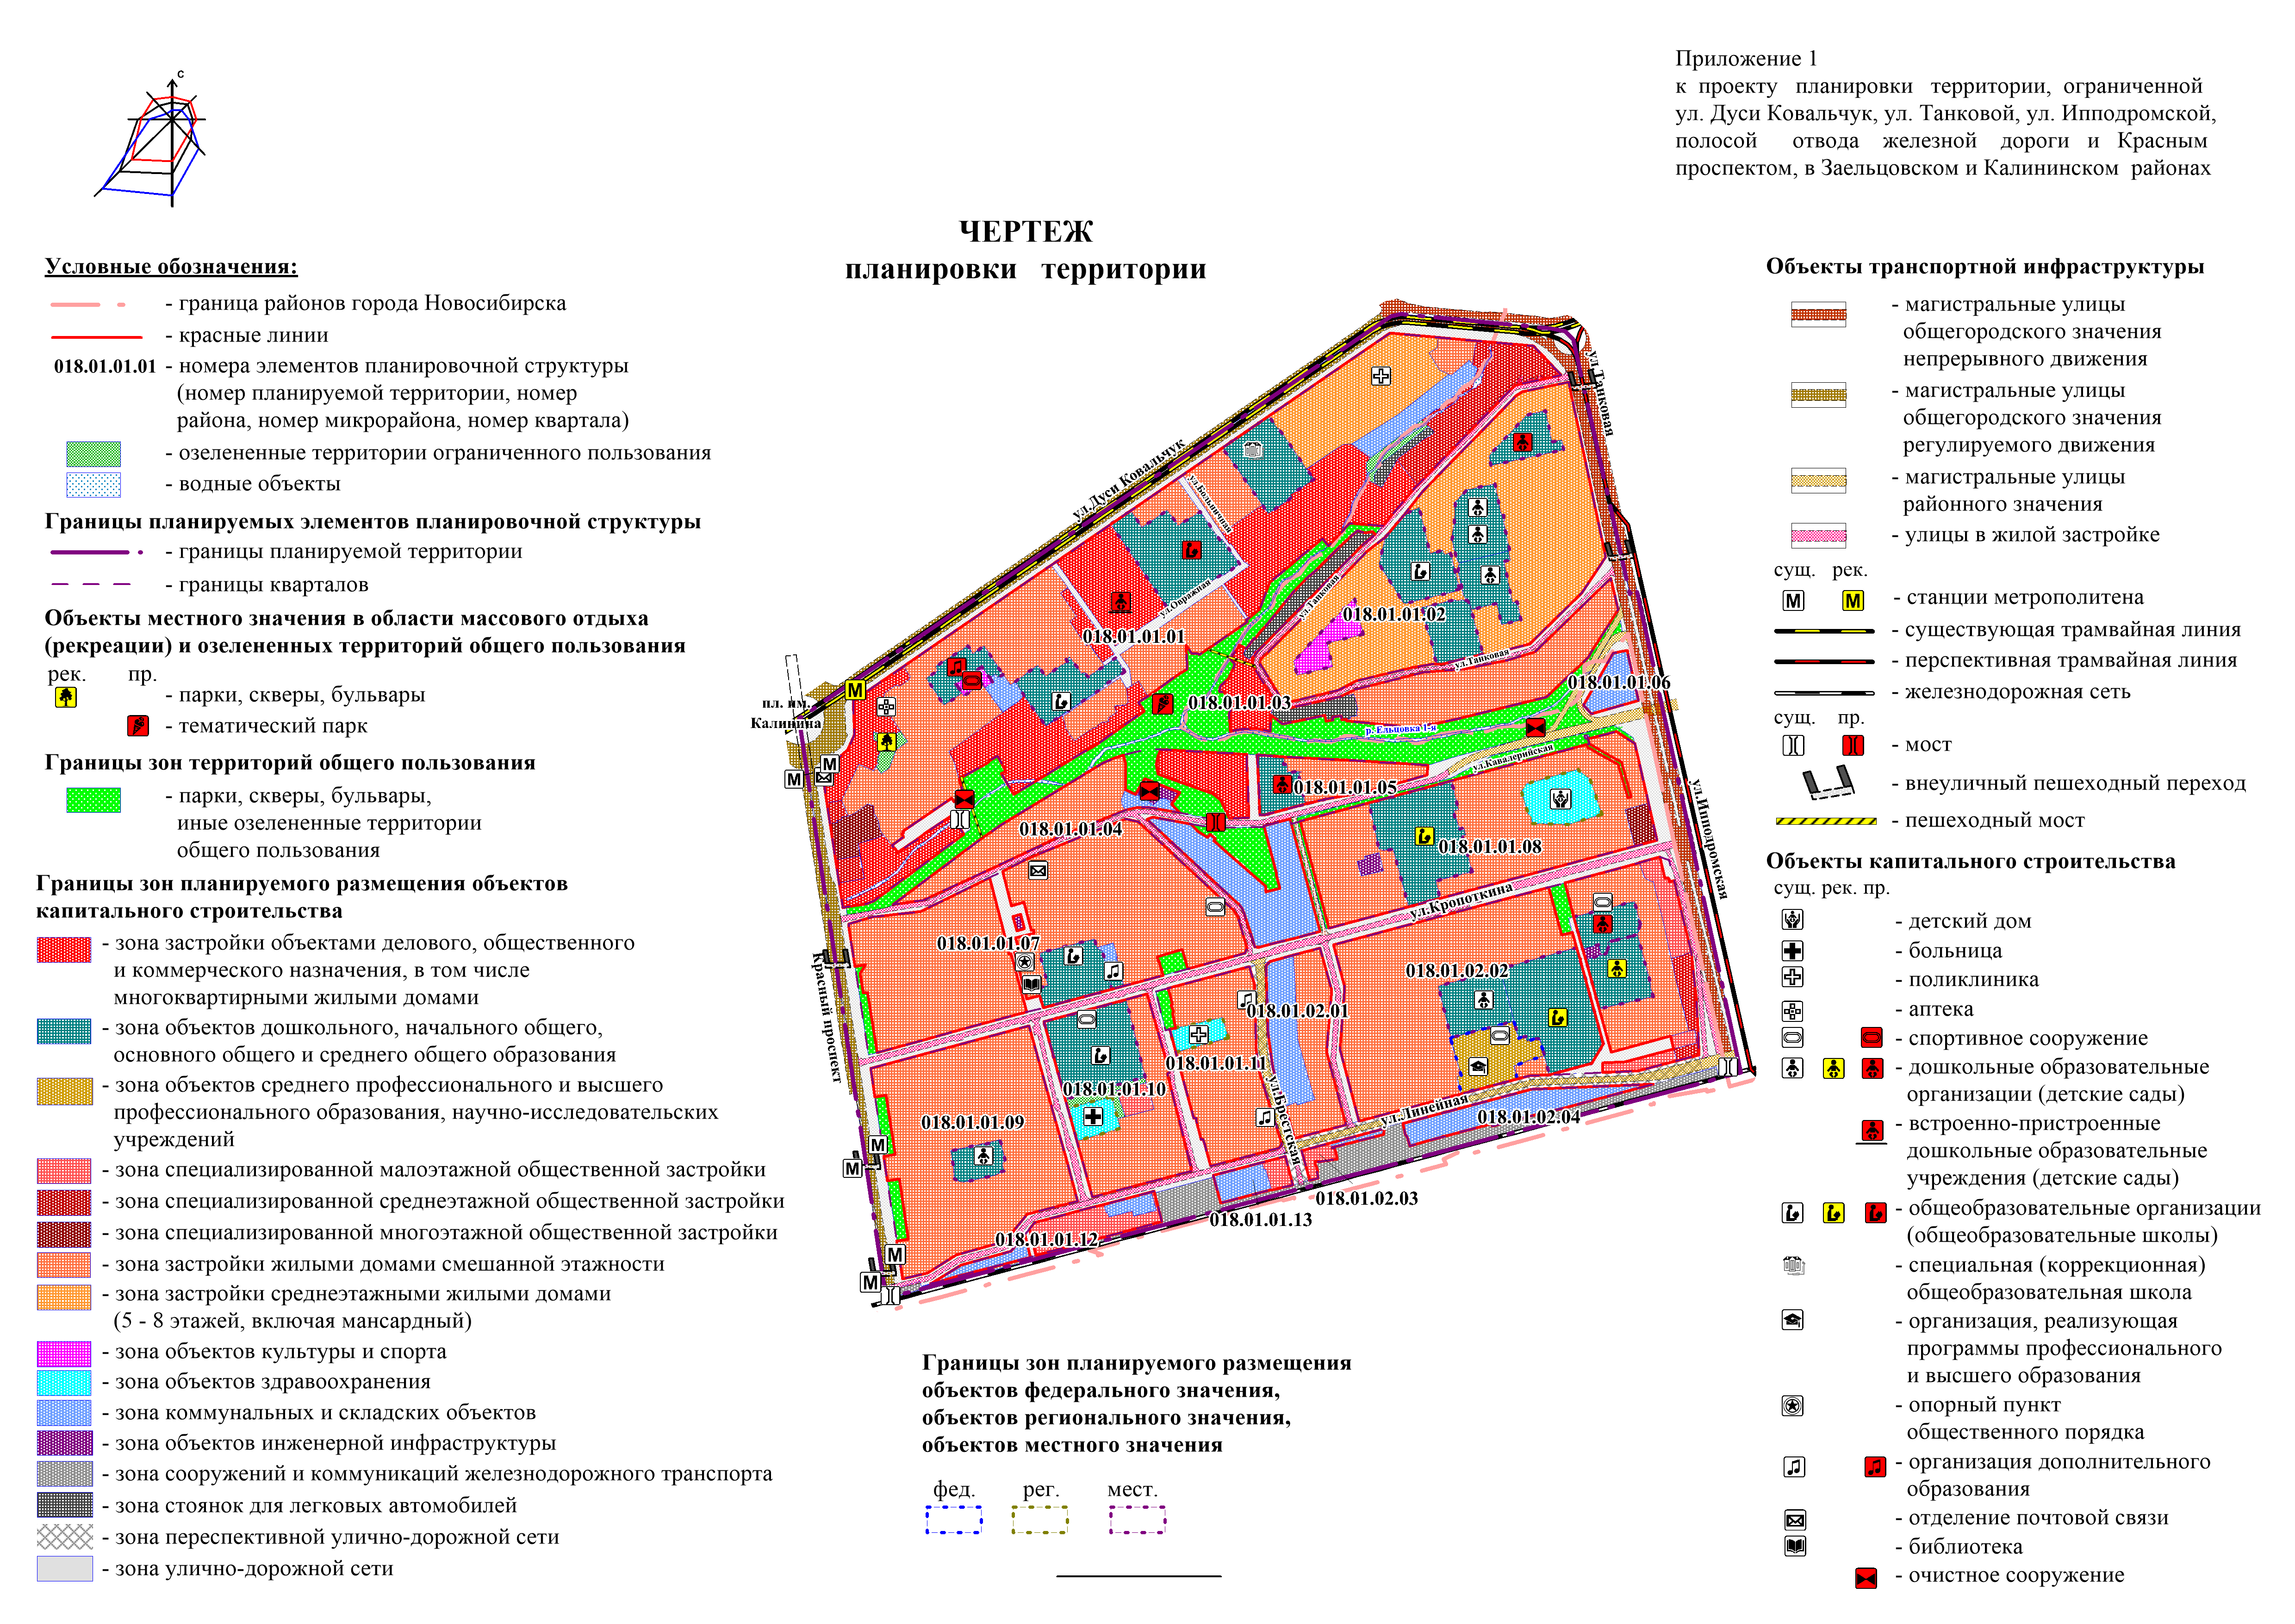 С
Приложение 1
к проекту планировки территории, ограниченной
ул. Дуси Ковальчук, ул. Танковой, ул. Ипподромской,
полосой отвода железной дороги и Красным
проспектом, в Заельцовском и Калининском районах
ЧЕРТЕЖ
планировки территории
Условные обозначения:
- граница районов города Новосибирска
- красные линии
018.01.01.01 - номера элементов планировочной структуры
(номер планируемой территории, номер
района, номер микрорайона, номер квартала)
- озелененные территории ограниченного пользования
- водные объекты
Границы планируемых элементов планировочной структуры
- границы планируемой территории
- границы кварталов
Объекты местного значения в области массового отдыха
(рекреации) и озелененных территорий общего пользования
рек. пр.
- парки, скверы, бульвары
- тематический парк
Границы зон территорий общего пользования
- парки, скверы, бульвары,
иные озелененные территории
общего пользования
Границы зон планируемого размещения объектов
капитального строительства
- зона застройки объектами делового, общественного
и коммерческого назначения, в том числе
многоквартирными жилыми домами
- зона объектов дошкольного, начального общего,
основного общего и среднего общего образования
- зона объектов среднего профессионального и высшего
профессионального образования, научно-исследовательских
учреждений
- зона специализированной малоэтажной общественной застройки
- зона специализированной среднеэтажной общественной застройки
- зона специализированной многоэтажной общественной застройки
- зона застройки жилыми домами смешанной этажности
- зона застройки среднеэтажными жилыми домами
(5 - 8 этажей, включая мансардный)
- зона объектов культуры и спорта
- зона объектов здравоохранения
- зона коммунальных и складских объектов
- зона объектов инженерной инфраструктуры
- зона сооружений и коммуникаций железнодорожного транспорта
- зона стоянок для легковых автомобилей
- зона переспективной улично-дорожной сети
- зона улично-дорожной сети
ул.Дуси Ковальчук
ул.Танковая
ул.Больничная
ул.Овражная
ул.Танковая
018.01.01.02
018.01.01.01
ул.Танковая
018.01.01.06
018.01.01.03
М
пл. им.
Калинина
р. Ельцовка 1-я
ул.Кавалерийская
М
М
018.01.01.05
ул.Ипподромская
018.01.01.04
018.01.01.08
ул.Кропоткина
018.01.01.07
Красный проспект
018.01.02.02
018.01.02.01
018.01.01.11
018.01.01.10
ул.Брестская
ул.Линейная
018.01.02.04
018.01.01.09
М
М
018.01.02.03
018.01.01.13
018.01.01.12
М
М
Границы зон планируемого размещения
объектов федерального значения,
объектов регионального значения,
объектов местного значения
фед. рег. мест.
Объекты транспортной инфраструктуры
- магистральные улицы
общегородского значения
непрерывного движения
- магистральные улицы
общегородского значения
регулируемого движения
- магистральные улицы
районного значения
- улицы в жилой застройке
сущ. рек.
М М - станции метрополитена
- существующая трамвайная линия
- перспективная трамвайная линия
- железнодорожная сеть
сущ. пр.
- мост
- внеуличный пешеходный переход
- пешеходный мост
Объекты капитального строительства
сущ. рек. пр.
- детский дом
- больница
- поликлиника
- аптека
- спортивное сооружение
- дошкольные образовательные
организации (детские сады)
- встроенно-пристроенные
дошкольные образовательные
учреждения (детские сады)
- общеобразовательные организации
(общеобразовательные школы)
- специальная (коррекционная)
общеобразовательная школа
- организация, реализующая
программы профессионального
и высшего образования
- опорный пункт
общественного порядка
- организация дополнительного
образования
- отделение почтовой связи
- библиотека
- очистное сооружение